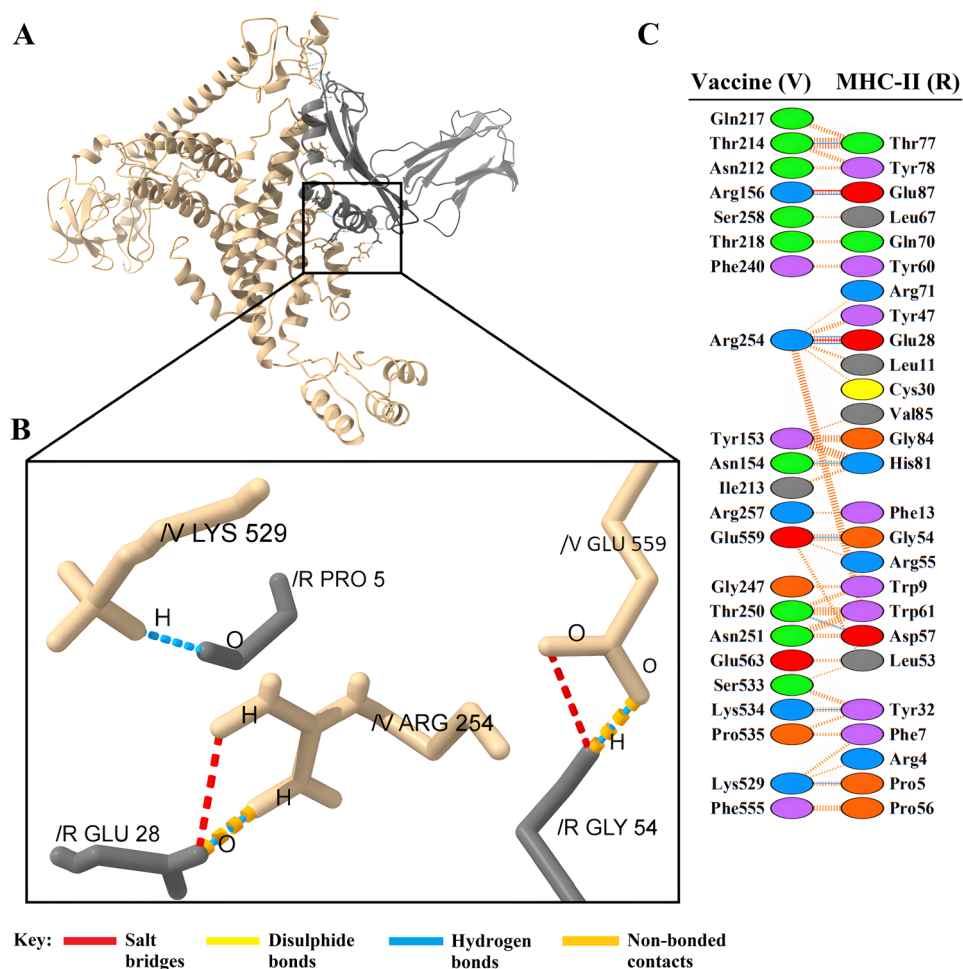 A
B
/V LYS 529
/R PRO 5
H
O
/V GLU 559
O
O
H
/R GLY 54
H
/V ARG 254
H
O
/R GLU 28
C
Vaccine (V) MHC-II (R)
Gln217
Thr214 Thr77
Asn212 Tyr78
Arg156 Glu87
Ser258 Leu67
Thr218 Gln70
Phe240 Tyr60
Arg71
Tyr47
Arg254 Glu28
Leu11
Cys30
Val85
Tyr153 Gly84
Asn154 His81
Ile213
Arg257 Phe13
Glu559 Gly54
Arg55
Gly247 Trp9
Thr250 Trp61
Asn251 Asp57
Glu563 Leu53
Ser533
Lys534 Tyr32
Pro535 Phe7
Arg4
Lys529 Pro5
Phe555 Pro56
Key: Salt bridges
Disulphide bonds
Hydrogen bonds
Non-bonded contacts